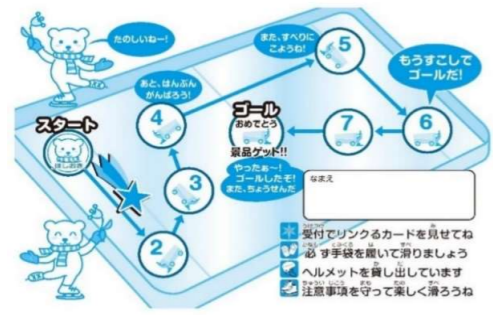 たのしいねー!
また、すべりに
こようね!
5
もうすこしで
ゴールだ!
あと、はんぶん
がんばろう!
スタート
4
ゴール
おめでとう
景品ゲット!!
7
6
3
やったぁ~!
ゴールしたぞ!
また、ちょうせんだ
2
なまえ
受付でリンクるカードを見せてね
必ず手袋を履いて滑りましょう
ヘルメットを貸し出しています
注意事項を守って楽しく滑ろうね